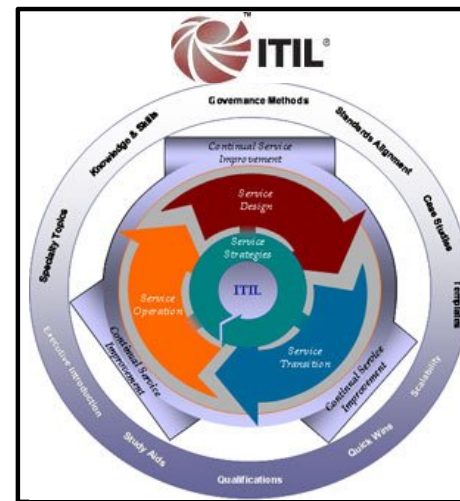 ITIL®
™
Governance Methods
Standards Alignment
Case Studies
Templates
Scalability
Quick Wins
Qualifications
Study Aids
Executive Introduction
Specialty Topics
Knowledge & Skills
Continual Service
Improvement
Service
Design
Service
Strategies
ITIL
Service
Operation
Service
Transition
Continual Service
Improvement
Continual Service
Improvement